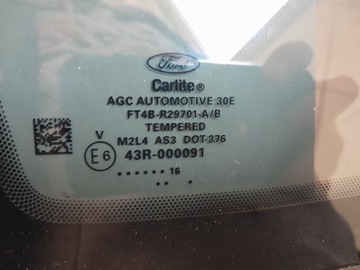 Ford
Carlite®
AGC AUTOMOTIVE 30E
FT4B-R29701-A/B
TEMPERED
V M2L4 AS3 DOT-376
E6 43R-000091
•••••• 16
•• •